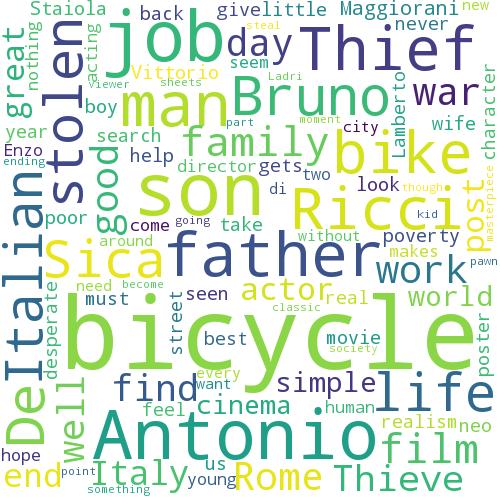 Staiola
nothing
back
give
little
Maggiorani
new
steal
job
day
Thief
great
acting
viewer
Vittorio
seem
Ladri
never
stolen
sheets
man
Bruno
war
character
year
boy
part
moment
Lamberto
Enzo
search
family
city
wife
ending
good
help
director
gets
two
bike
poor
son
di
look
though
Italian
come
going
take
without
kid
Ricci
post
masterpiece
father
poverty
Sica
around
makes
work
pawn
desperate
need
become
actor
real
world
must
street
seen
classic
bicycle
best
movie
society
poster
De
well
find
every
want
simple
life
feel
cinema
human
realism
neo
hope
Antonio
film
end
point
Italy
us
young
Rome
Thieve
something